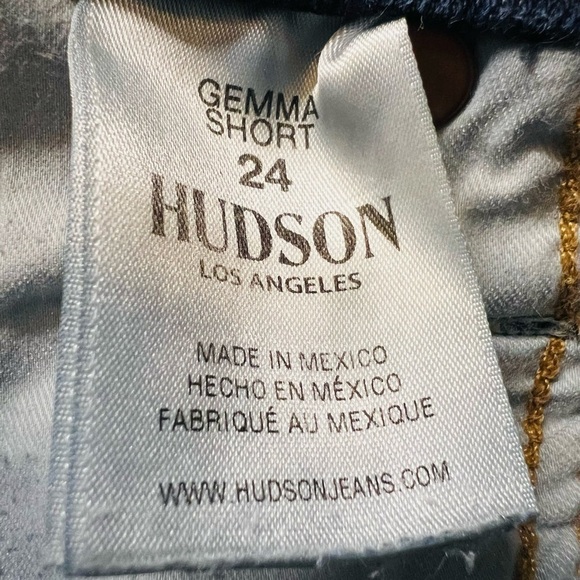 GEMMA
SHORT
24
HUDSON
LOS ANGELES
MADE IN MEXICO
HECHO EN MÉXICO
FABRIQUÉ AU MEXIQUE
WWW.HUDSONJEANS.COM